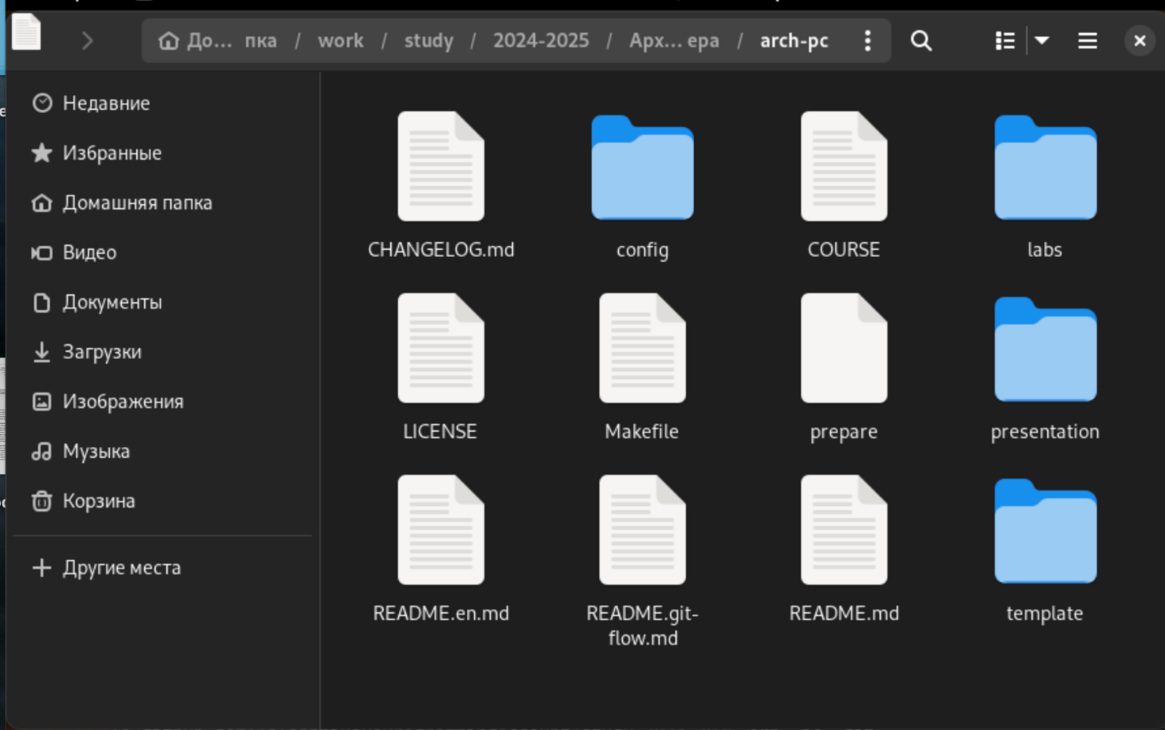 До... пка / work / study / 2024-2025 / Арх... ера / arch-pc
Недавние
Избранные
Домашняя папка
Видео
Документы
Загрузки
Изображения
Музыка
Корзина
Другие места
CHANGELOG.md
config
COURSE
labs
LICENSE
Makefile
prepare
presentation
README.en.md
README.git-
flow.md
README.md
template